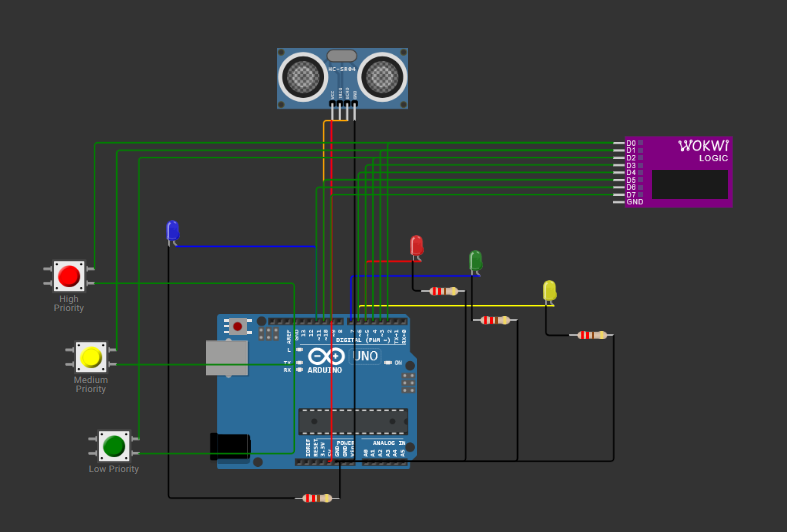 HC-SR04
VCC
TRIG
ECHO
GND
D0
D1
D2
D3
D4
D5
D6
D7
GND
WOKWI
LOGIC
High
Priority
Medium
Priority
Low Priority
AREF
GND
13
12
~11
~10
~9
8
7
~6
~5
4
~3
2
TX→1
RX←0
DIGITAL (PWM ~)
L
TX
RX
UNO
ARDUINO
ON
IOREF
RESET
3.3V
5V
GND
GND
Vin
POWER
ANALOG IN
A0
A1
A2
A3
A4
A5